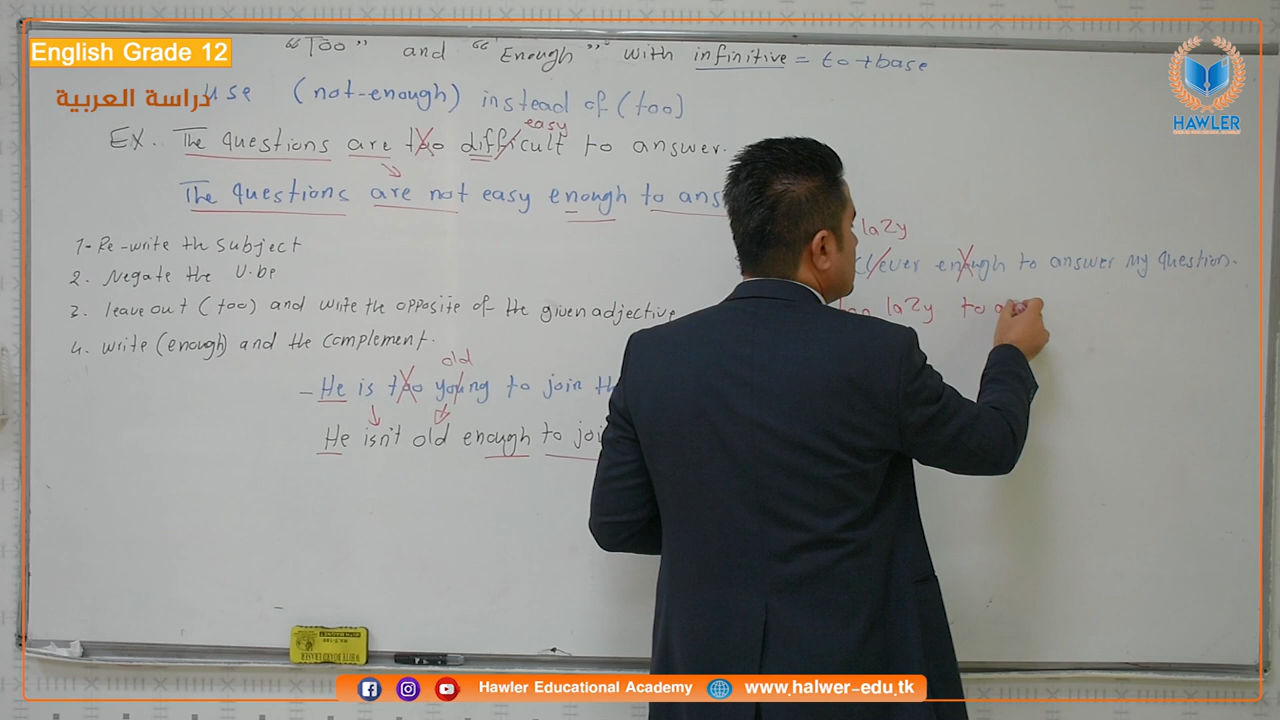 English Grade 12
"Too" and "Enough" with infinitive = to + base
دراسة العربية
use (not-enough) instead of (too)
HAWLER
easy
EX. The questions are too difficult to answer.
The questions are not easy enough to ans
lazy
clever enough to answer my question.
too lazy to a
1- Re-write the subject
2. Negate the v.be
3. leave out (too) and write the opposite of the given adjective
4. write (enough) and the complement.
old
- He is too young to join th
He isn't old enough to joi
WHITE BOARD ERASER
Hawler Educational Academy
www.halwer-edu.tk